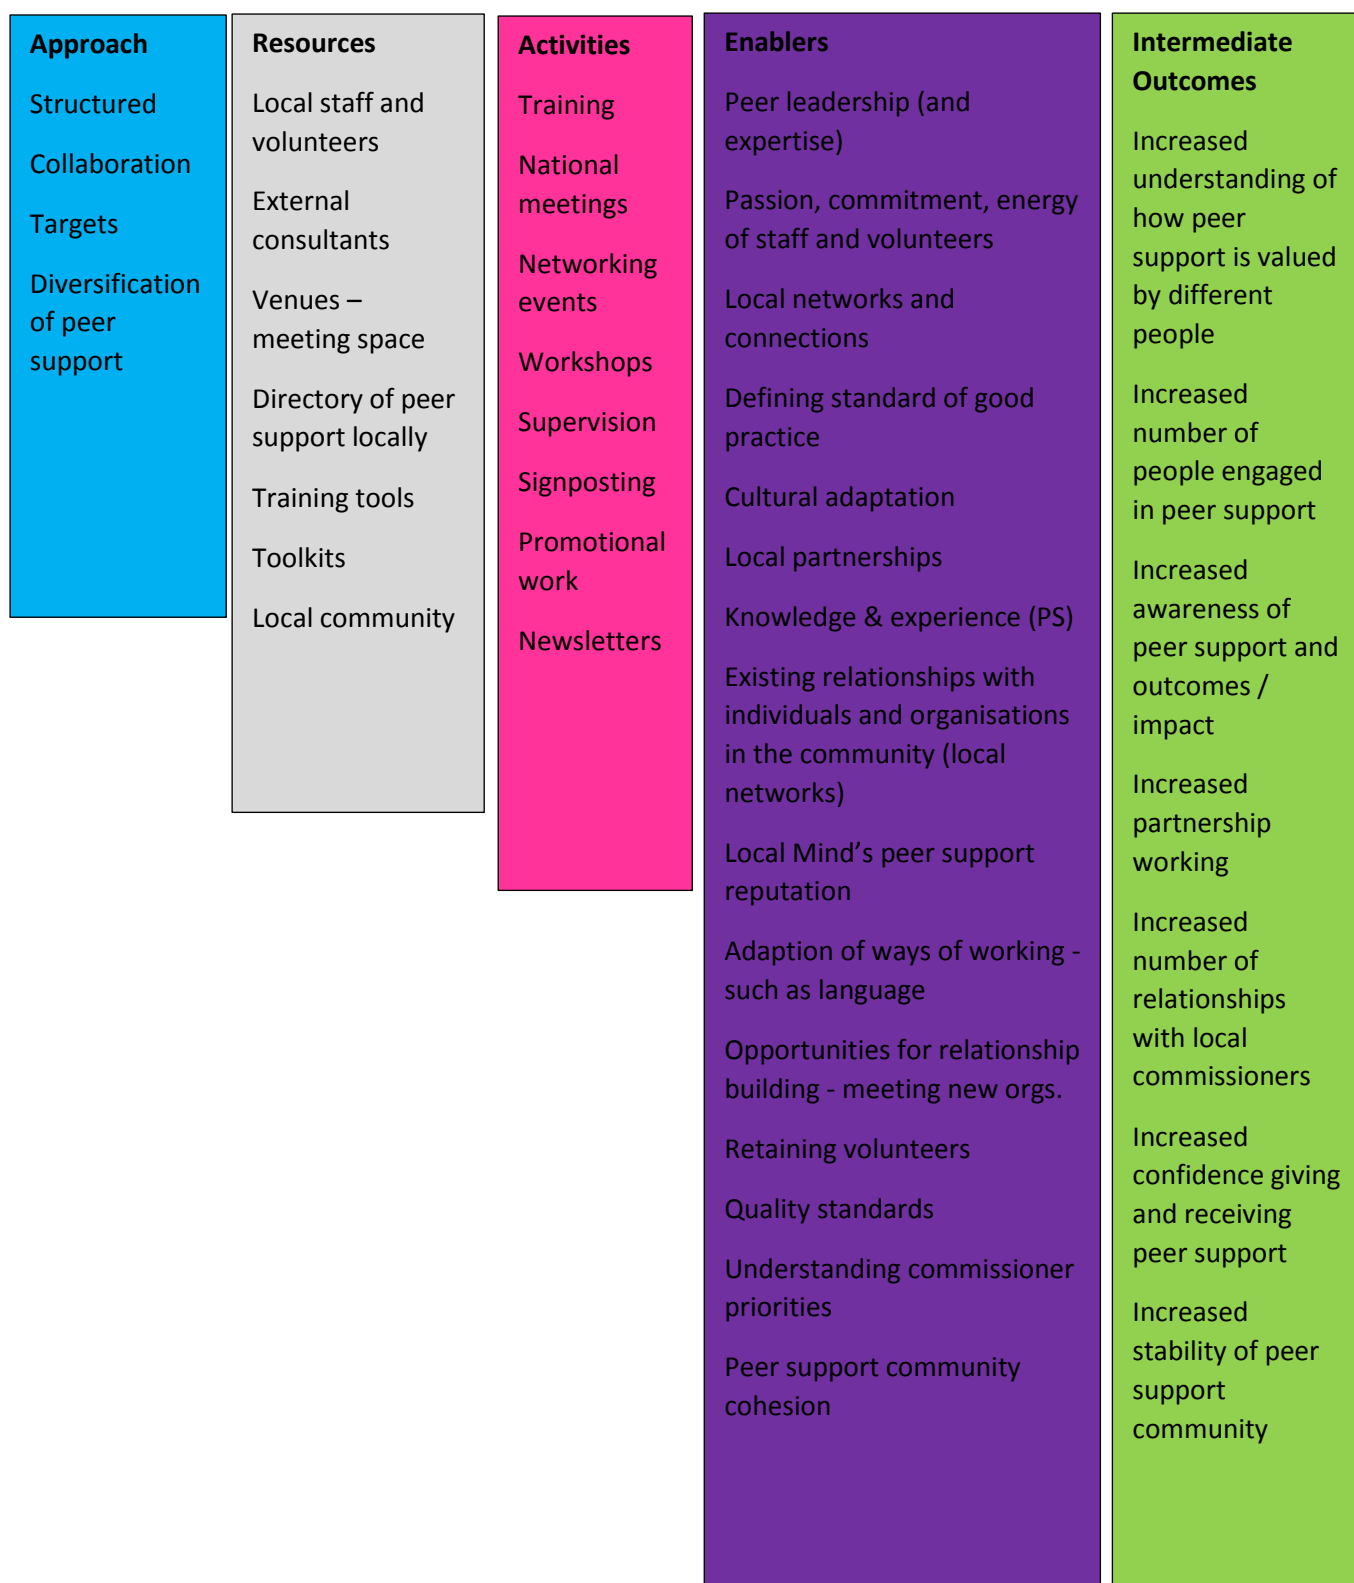 Approach
Structured
Collaboration
Targets
Diversification
of peer
support
Resources
Local staff and
volunteers
External
consultants
Venues –
meeting space
Directory of peer
support locally
Training tools
Toolkits
Local community
Activities
Training
National
meetings
Networking
events
Workshops
Supervision
Signposting
Promotional
work
Newsletters
Enablers
Peer leadership (and
expertise)
Passion, commitment, energy
of staff and volunteers
Local networks and
connections
Defining standard of good
practice
Cultural adaptation
Local partnerships
Knowledge & experience (PS)
Existing relationships with
individuals and organisations
in the community (local
networks)
Local Mind’s peer support
reputation
Adaption of ways of working -
such as language
Opportunities for relationship
building - meeting new orgs.
Retaining volunteers
Quality standards
Understanding commissioner
priorities
Peer support community
cohesion
Intermediate
Outcomes
Increased
understanding of
how peer
support is valued
by different
people
Increased
number of
people engaged
in peer support
Increased
awareness of
peer support and
outcomes /
impact
Increased
partnership
working
Increased
number of
relationships
with local
commissioners
Increased
confidence giving
and receiving
peer support
Increased
stability of peer
support
community